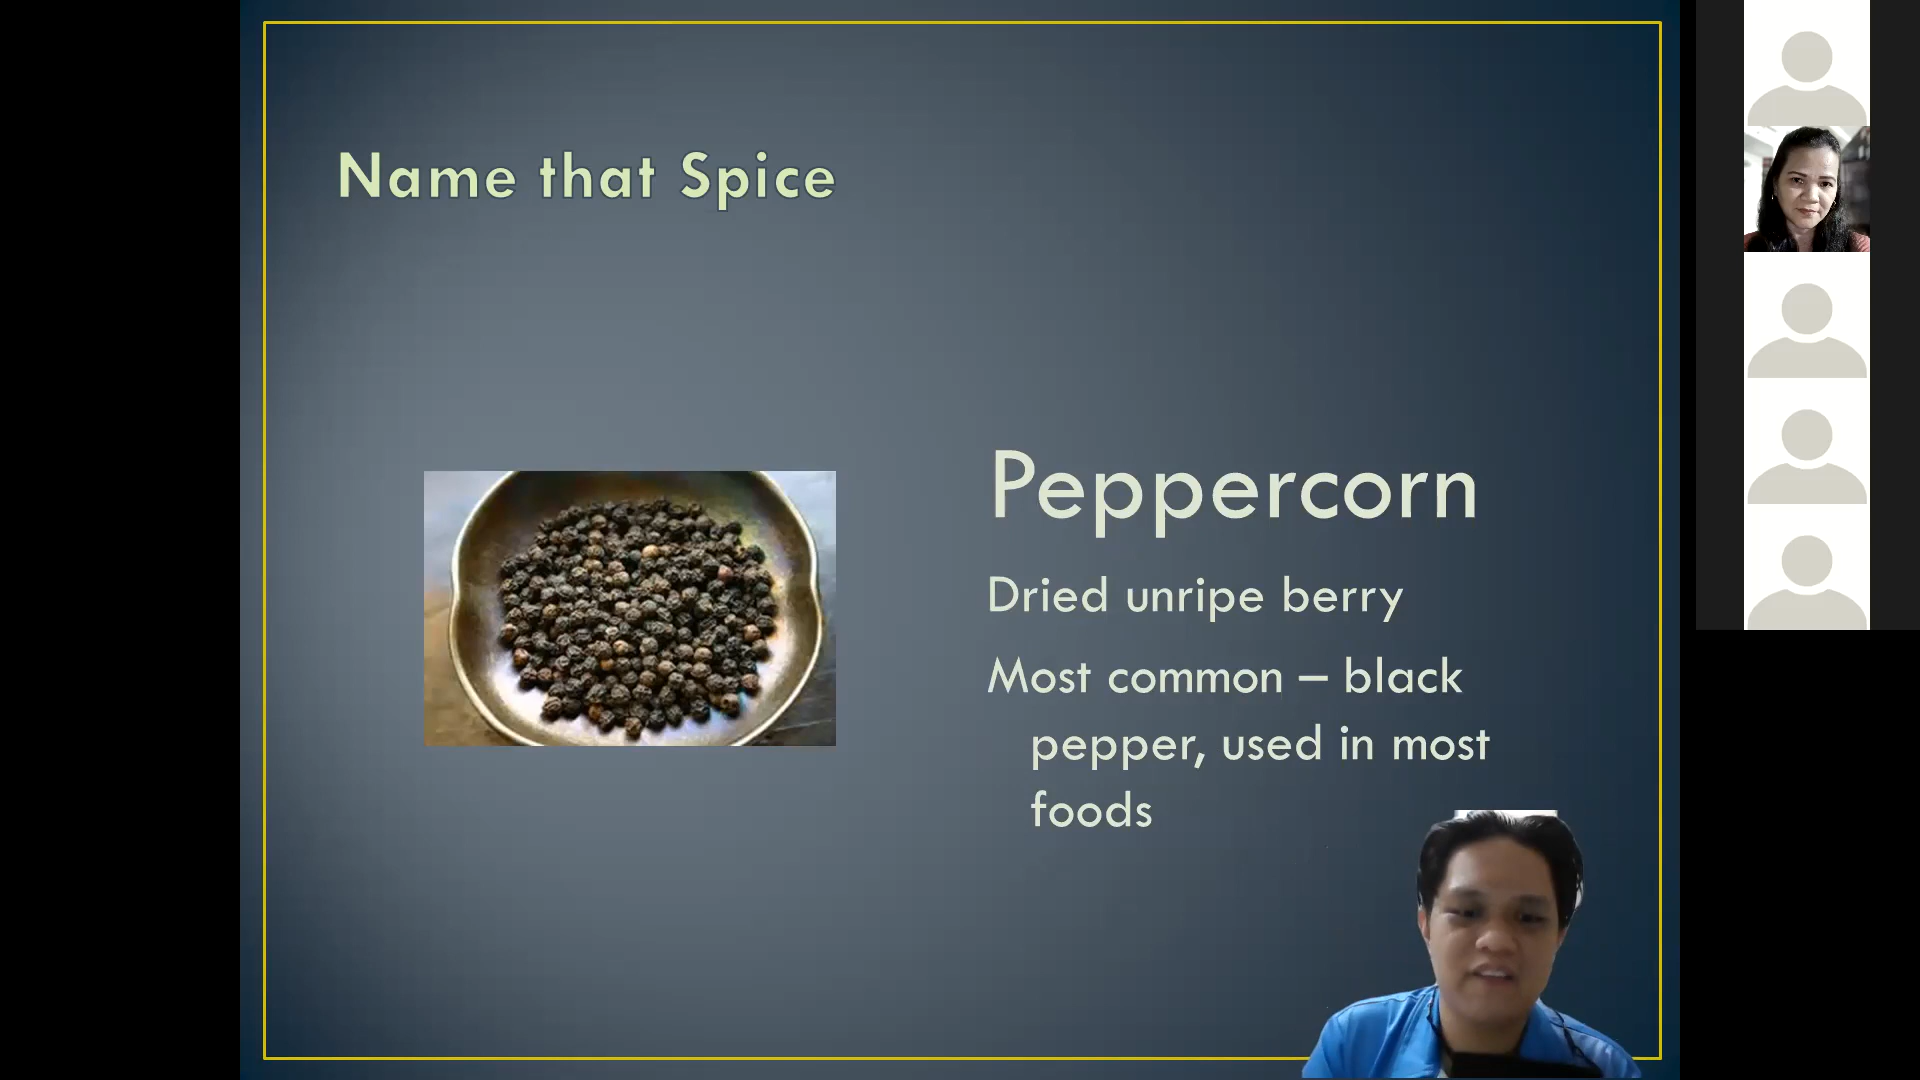 Name that Spice
Peppercorn
Dried unripe berry
Most common – black
pepper, used in most
foods